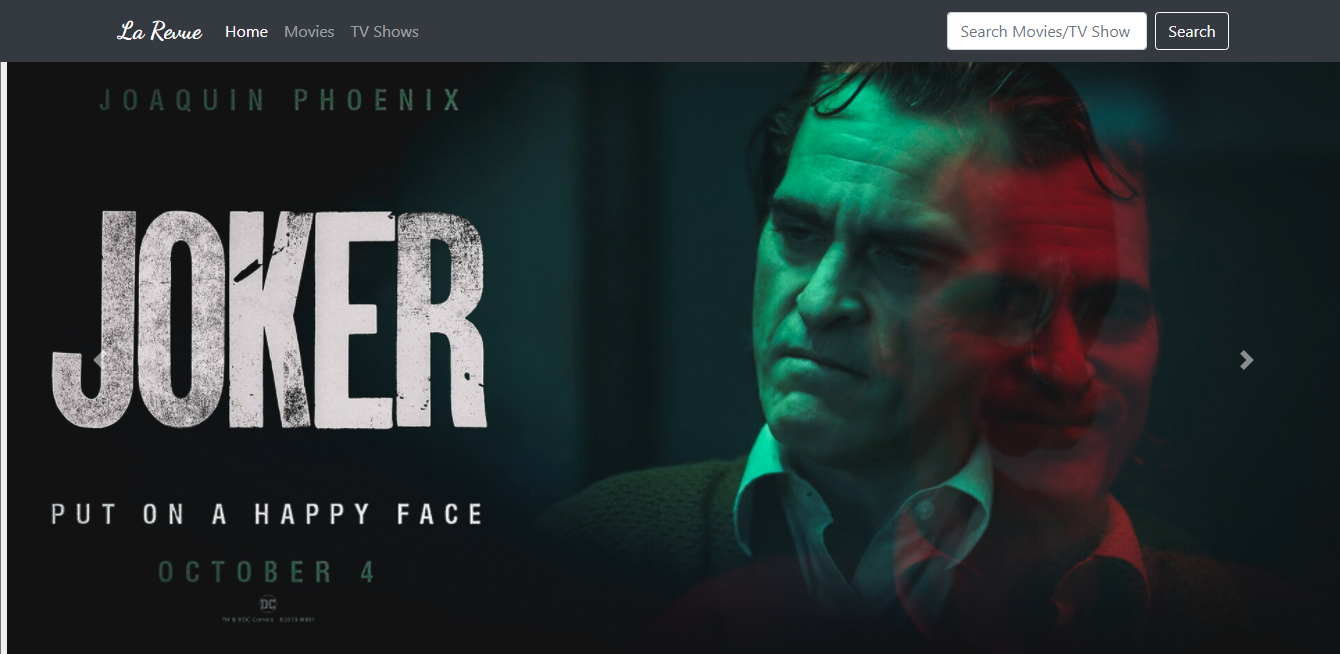 La Revue Home Movies TV Shows Search Movies/TV Show Search
JOAQUIN PHOENIX
JOKER
PUT ON A HAPPY FACE
OCTOBER 4
DC